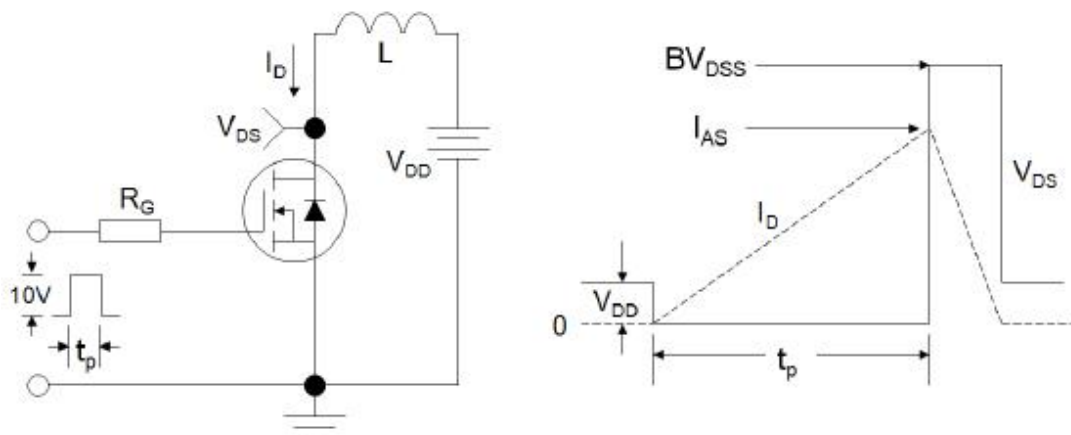 L
I_D
V_DS
V_DD
R_G
10V
t_p
BV_DSS
I_AS
V_DS
I_D
V_DD
0
t_p